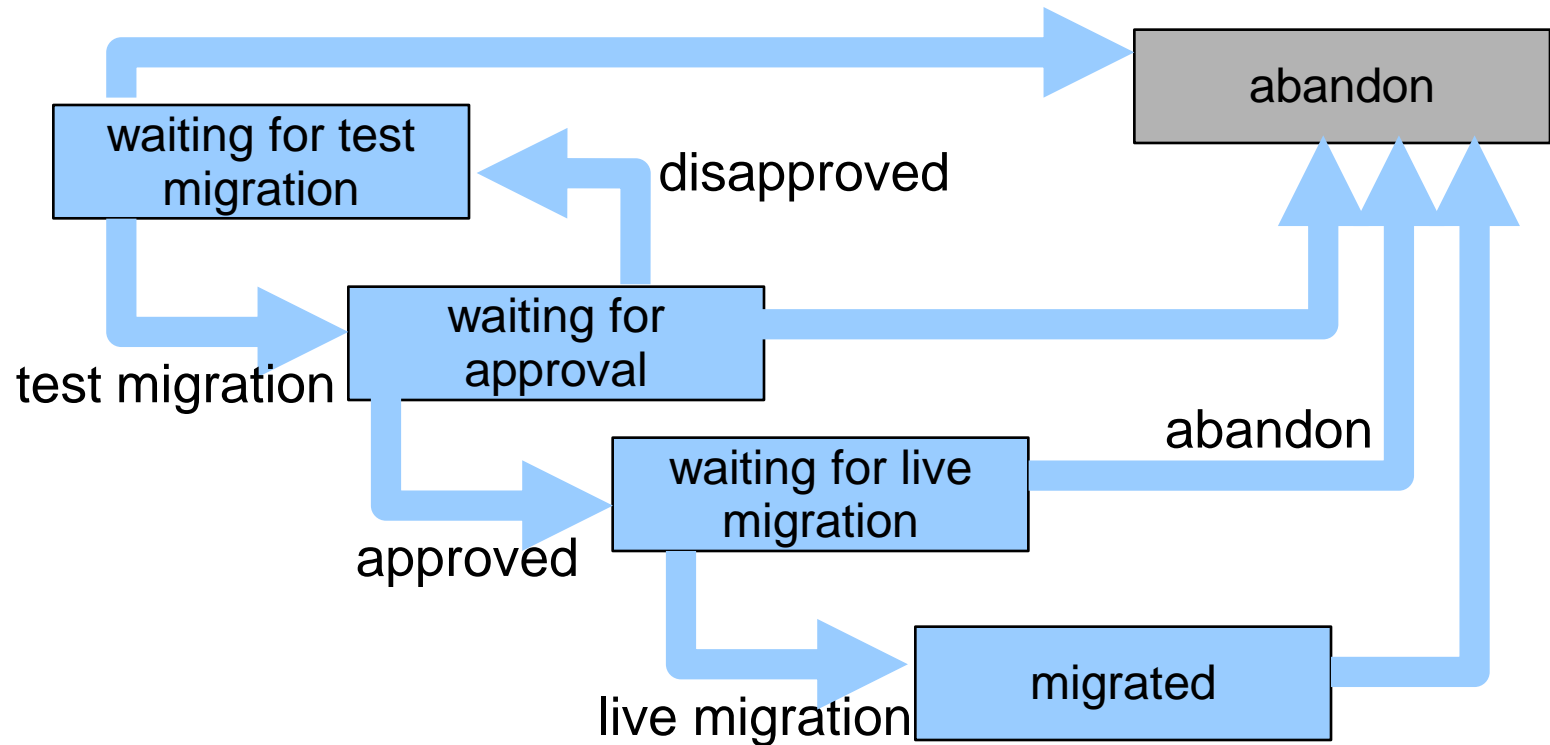 abandon
waiting for test
migration
disapproved
waiting for
approval
test migration
abandon
waiting for live
migration
approved
migrated
live migration